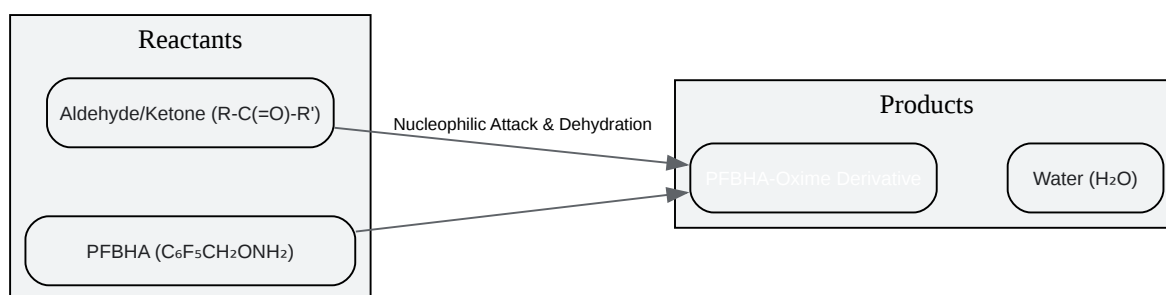 Reactants
Aldehyde/Ketone (R-C(=O)-R')
PFBHA (C₆F₅CH₂ONH₂)
Nucleophilic Attack & Dehydration
Products
PFBHA-Oxime Derivative
Water (H₂O)